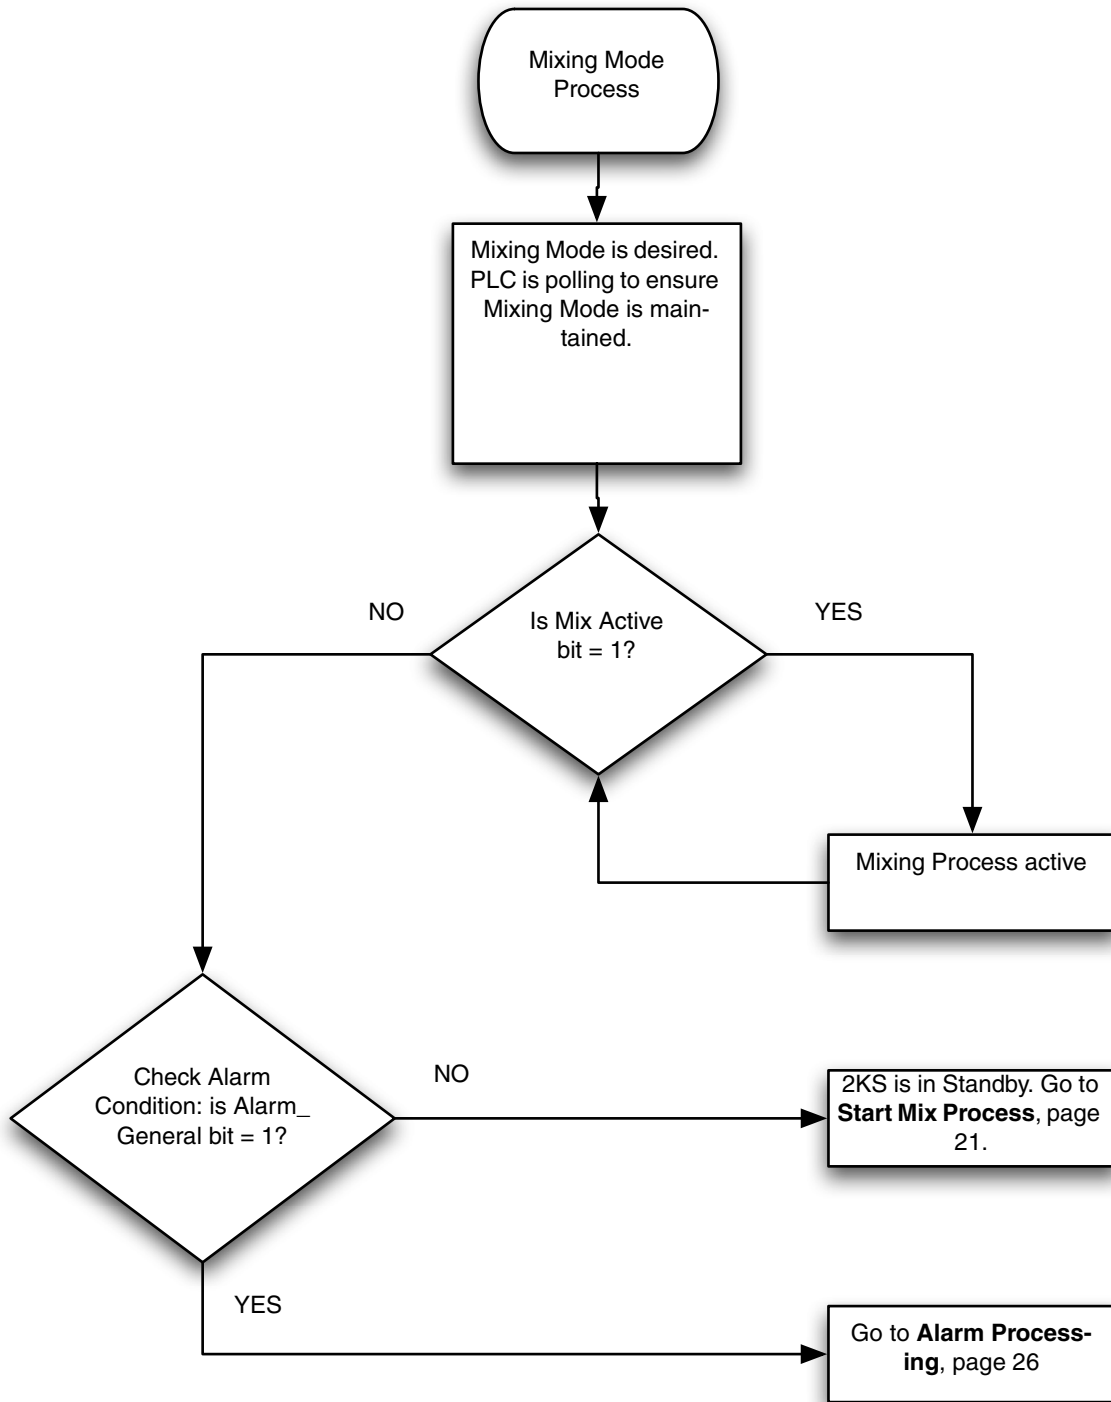 Mixing Mode
Process
Mixing Mode is desired.
PLC is polling to ensure
Mixing Mode is main-
tained.
NO
YES
Is Mix Active
bit = 1?
Mixing Process active
Check Alarm
Condition: is Alarm_
General bit = 1?
NO
2KS is in Standby. Go to
Start Mix Process, page
21.
YES
Go to Alarm Process-
ing, page 26